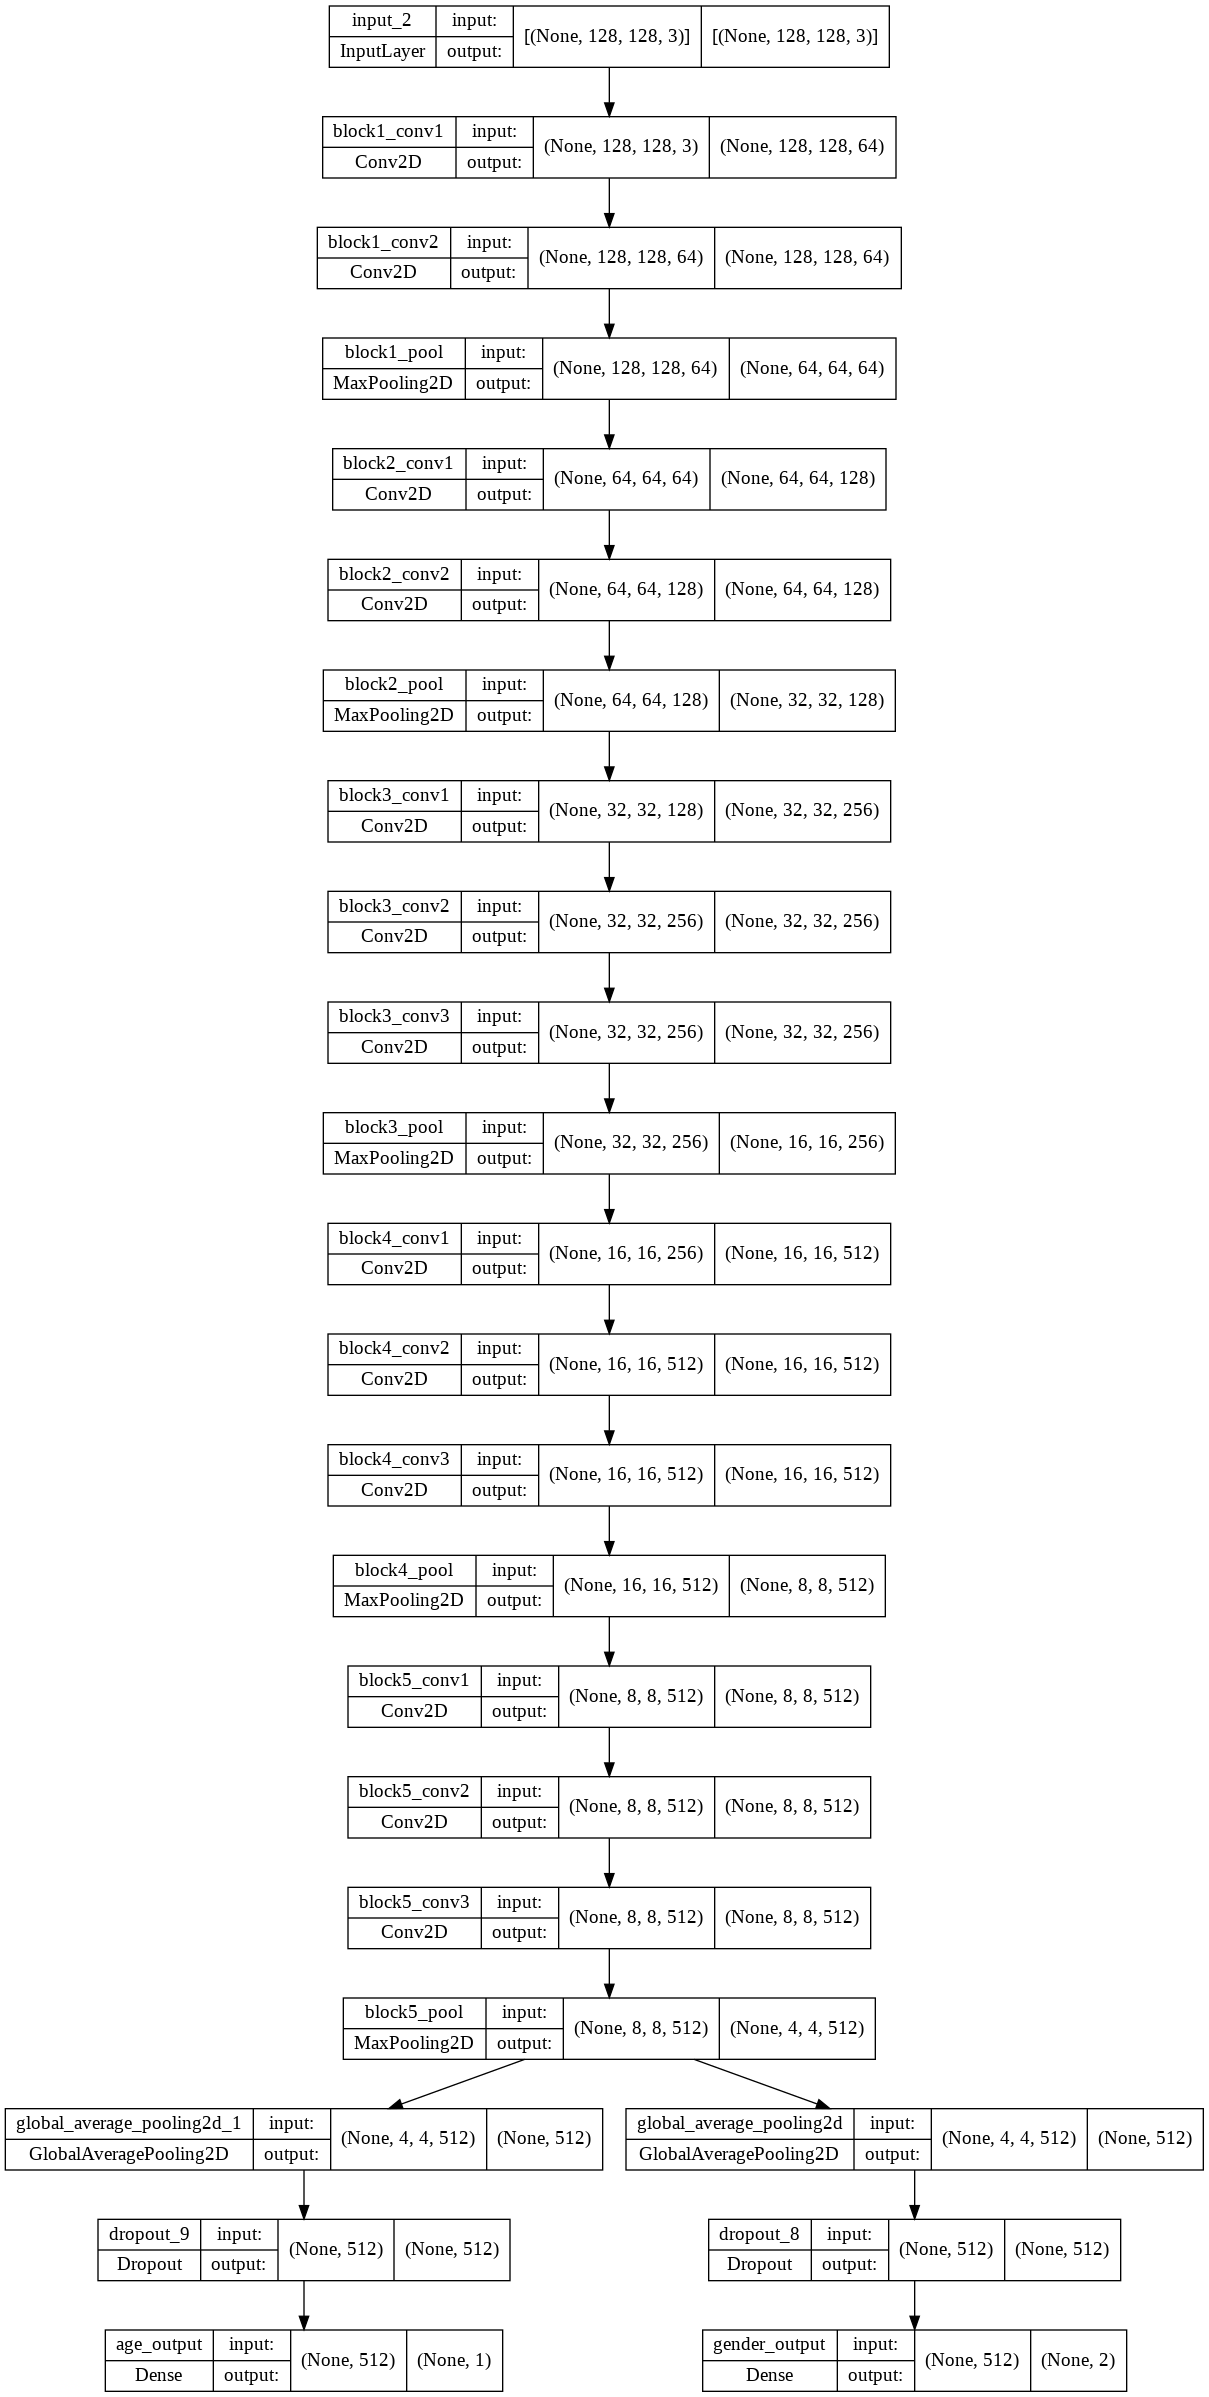 input_2 input: [(None, 128, 128, 3)] [(None, 128, 128, 3)]
InputLayer output:
block1_conv1 input: (None, 128, 128, 3) (None, 128, 128, 64)
Conv2D output:
block1_conv2 input: (None, 128, 128, 64) (None, 128, 128, 64)
Conv2D output:
block1_pool input: (None, 128, 128, 64) (None, 64, 64, 64)
MaxPooling2D output:
block2_conv1 input: (None, 64, 64, 64) (None, 64, 64, 128)
Conv2D output:
block2_conv2 input: (None, 64, 64, 128) (None, 64, 64, 128)
Conv2D output:
block2_pool input: (None, 64, 64, 128) (None, 32, 32, 128)
MaxPooling2D output:
block3_conv1 input: (None, 32, 32, 128) (None, 32, 32, 256)
Conv2D output:
block3_conv2 input: (None, 32, 32, 256) (None, 32, 32, 256)
Conv2D output:
block3_conv3 input: (None, 32, 32, 256) (None, 32, 32, 256)
Conv2D output:
block3_pool input: (None, 32, 32, 256) (None, 16, 16, 256)
MaxPooling2D output:
block4_conv1 input: (None, 16, 16, 256) (None, 16, 16, 512)
Conv2D output:
block4_conv2 input: (None, 16, 16, 512) (None, 16, 16, 512)
Conv2D output:
block4_conv3 input: (None, 16, 16, 512) (None, 16, 16, 512)
Conv2D output:
block4_pool input: (None, 16, 16, 512) (None, 8, 8, 512)
MaxPooling2D output:
block5_conv1 input: (None, 8, 8, 512) (None, 8, 8, 512)
Conv2D output:
block5_conv2 input: (None, 8, 8, 512) (None, 8, 8, 512)
Conv2D output:
block5_conv3 input: (None, 8, 8, 512) (None, 8, 8, 512)
Conv2D output:
block5_pool input: (None, 8, 8, 512) (None, 4, 4, 512)
MaxPooling2D output:
global_average_pooling2d_1 input: (None, 4, 4, 512) (None, 512)
GlobalAveragePooling2D output:
global_average_pooling2d input: (None, 4, 4, 512) (None, 512)
GlobalAveragePooling2D output:
dropout_9 input: (None, 512) (None, 512)
Dropout output:
dropout_8 input: (None, 512) (None, 512)
Dropout output:
age_output input: (None, 512) (None, 1)
Dense output:
gender_output input: (None, 512) (None, 2)
Dense output: